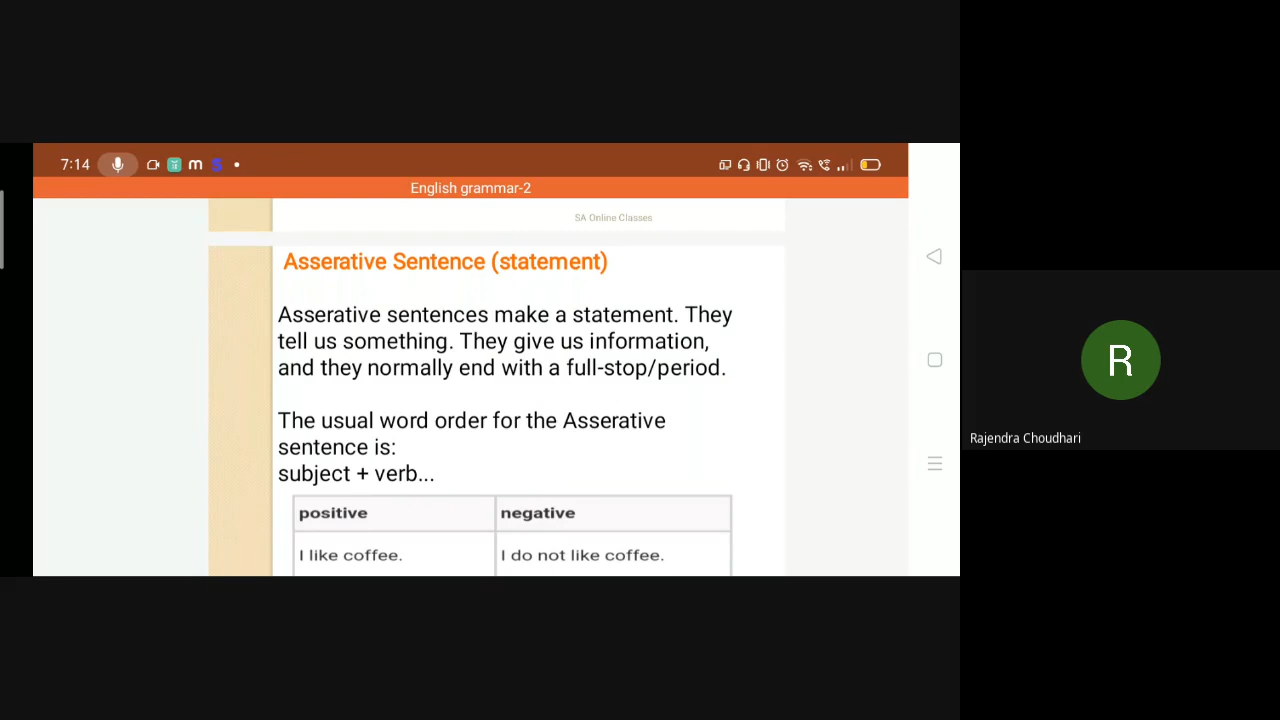 7:14
English grammar-2
SA Online Classes
Asserative Sentence (statement)
Asserative sentences make a statement. They
tell us something. They give us information,
and they normally end with a full-stop/period.
The usual word order for the Asserative
sentence is:
subject + verb...
positive negative
I like coffee. I do not like coffee.
R
Rajendra Choudhari